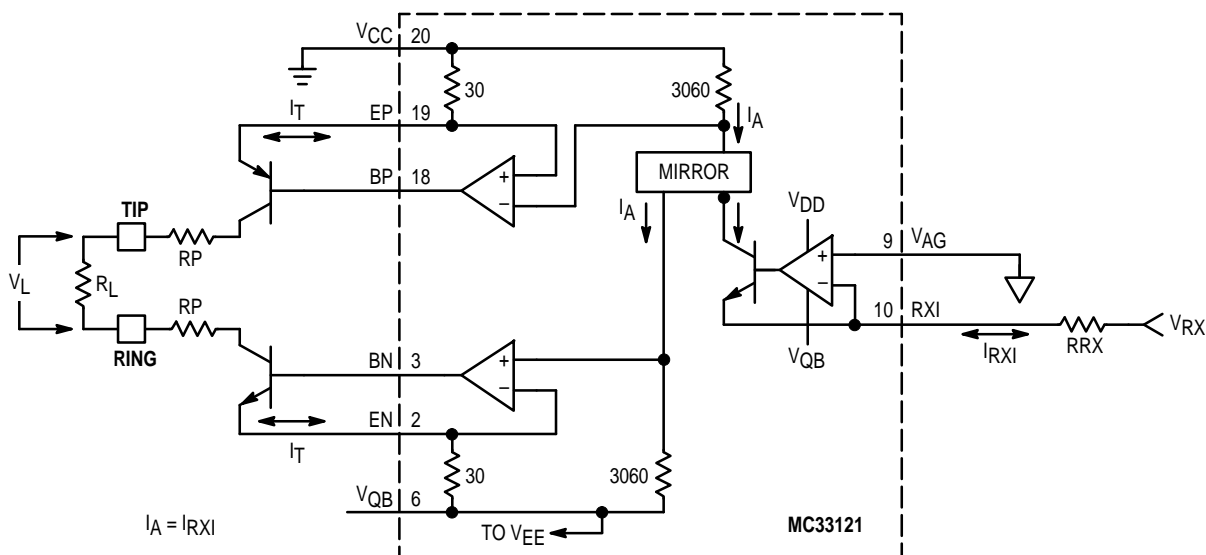 VCC 20
30
3060
IT
EP 19
IA
MIRROR
BP 18
+
−
TIP
IA
VDD
9 VAG
RP
+
−
VL
RL
RP
10 RXI
VRX
RING
VQB
IRXI
RRX
BN 3
+
−
EN 2
IT
30
3060
VQB 6
IA = IRXI
TO VEE
MC33121